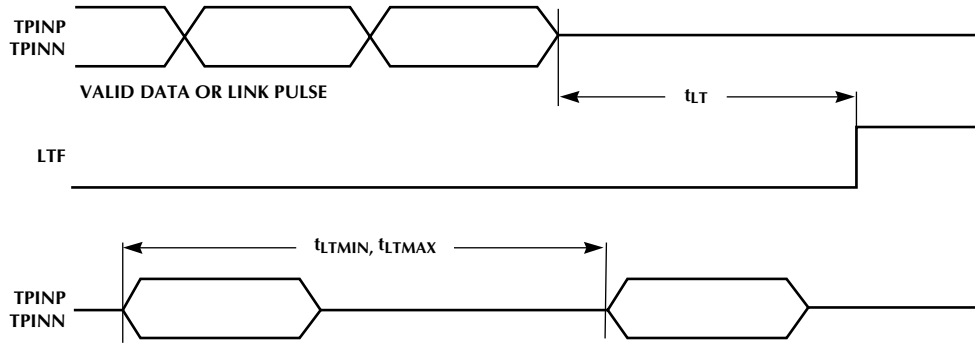 TPINP
TPINN
VALID DATA OR LINK PULSE
tLT
LTF
tLTMIN, tLTMAX
TPINP
TPINN